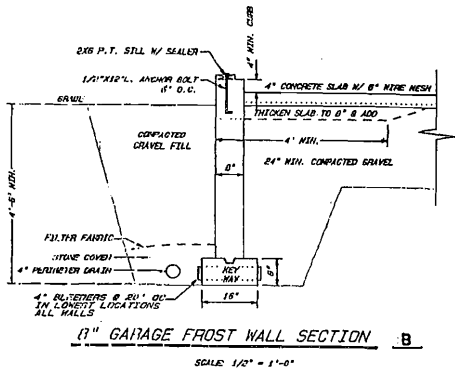 4" MIN. CURB
2X6 P.T. SILL W/ SEALER
1/2"X12"L. ANCHOR BOLT
6' O.C.
4" CONCRETE SLAB W/ 6" WIRE MESH
GRADE
THICKEN SLAB TO 8" @ ADD
4' MIN.
COMPACTED
GRAVEL FILL
24" MIN. COMPACTED GRAVEL
8"
4'-6" MIN.
FILTER FABRIC
STONE COVER
4" PERIMETER DRAIN
KEY
WAY
8"
16"
4" BLEEDERS @ 20' OC
IN LOWEST LOCATIONS
ALL WALLS
8" GARAGE FROST WALL SECTION B
SCALE 1/2" = 1'-0"